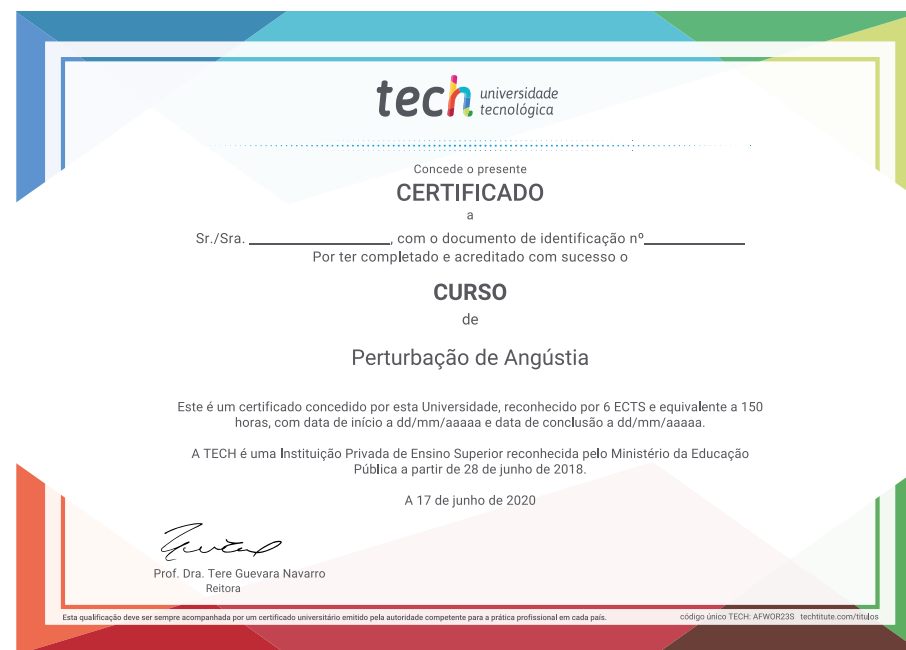 tech universidade
tecnológica
Concede o presente
CERTIFICADO
a
Sr./Sra. ____________________, com o documento de identificação nº______________
Por ter completado e acreditado com sucesso o
CURSO
de
Perturbação de Angústia
Este é um certificado concedido por esta Universidade, reconhecido por 6 ECTS e equivalente a 150
horas, com data de início a dd/mm/aaaaa e data de conclusão a dd/mm/aaaaa.
A TECH é uma Instituição Privada de Ensino Superior reconhecida pelo Ministério da Educação
Pública a partir de 28 de junho de 2018.
A 17 de junho de 2020
Prof. Dra. Tere Guevara Navarro
Reitora
Esta qualificação deve ser sempre acompanhada por um certificado universitário emitido pela autoridade competente para a prática profissional em cada país.
código único TECH: AFWOR23S techtitute.com/titulos